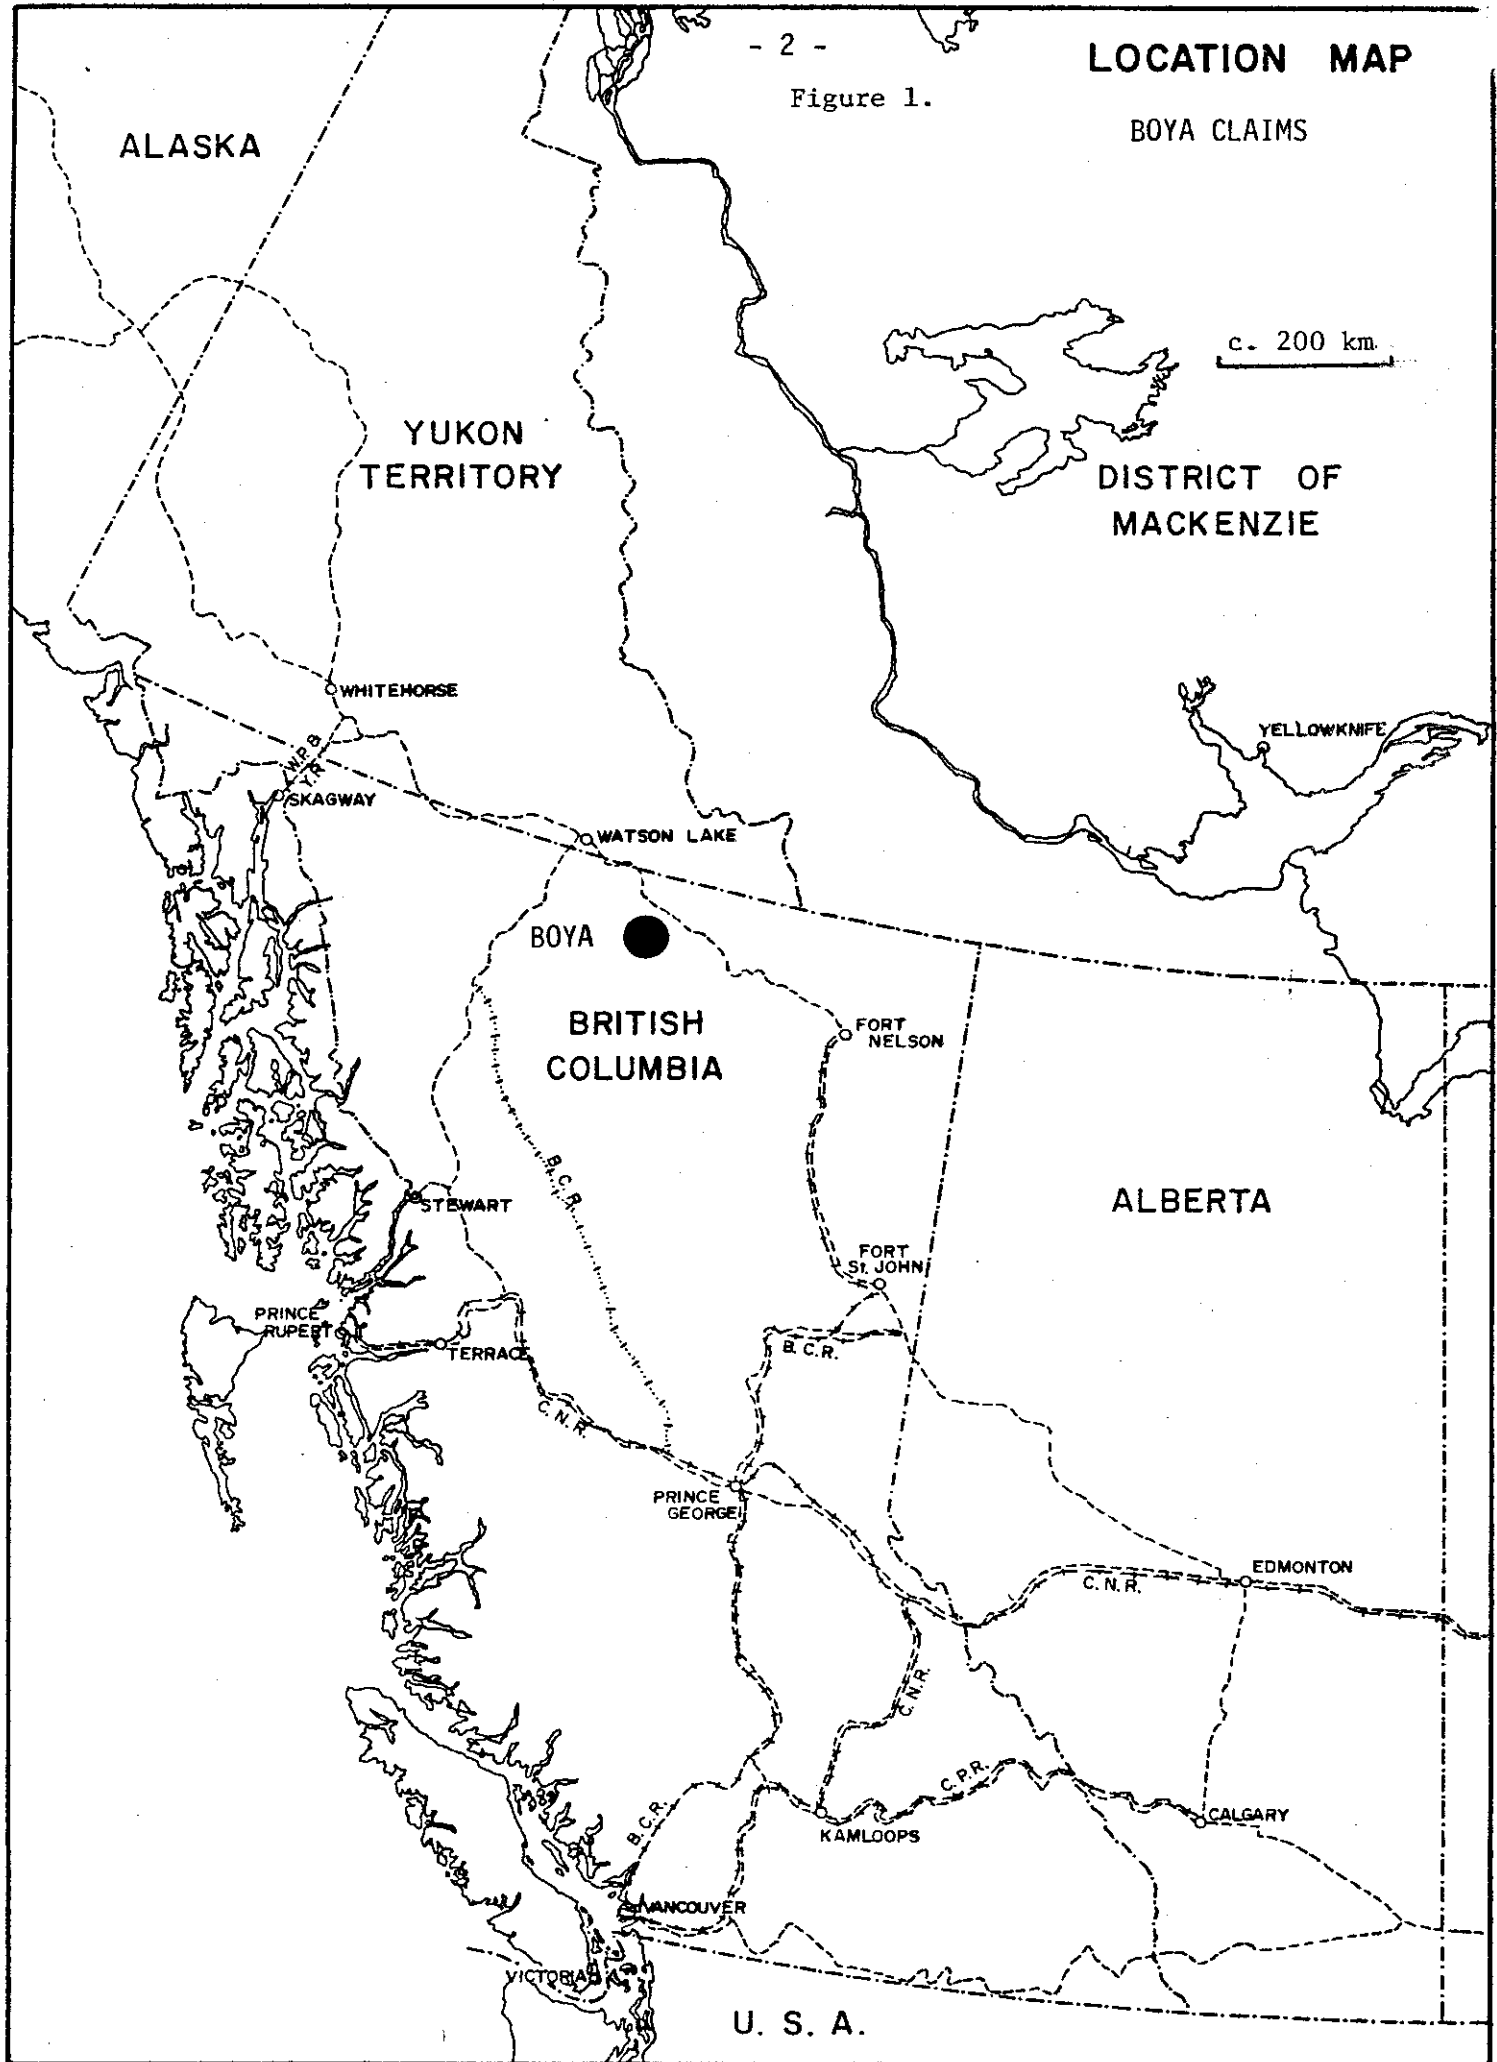 - 2 -
LOCATION MAP
Figure 1.
BOYA CLAIMS
ALASKA
c. 200 km
YUKON
TERRITORY
DISTRICT OF
MACKENZIE
WHITEHORSE
YELLOWKNIFE
W.P. &
Y.R.
SKAGWAY
WATSON LAKE
BOYA
BRITISH
COLUMBIA
FORT
NELSON
B.C.R.
STEWART
ALBERTA
FORT
St. JOHN
PRINCE
RUPERT
TERRACE
B.C.R.
C.N.R.
PRINCE
GEORGE
EDMONTON
C.N.R.
C.N.R.
C.P.R.
B.C.R.
KAMLOOPS
CALGARY
VANCOUVER
VICTORIA
U. S. A.